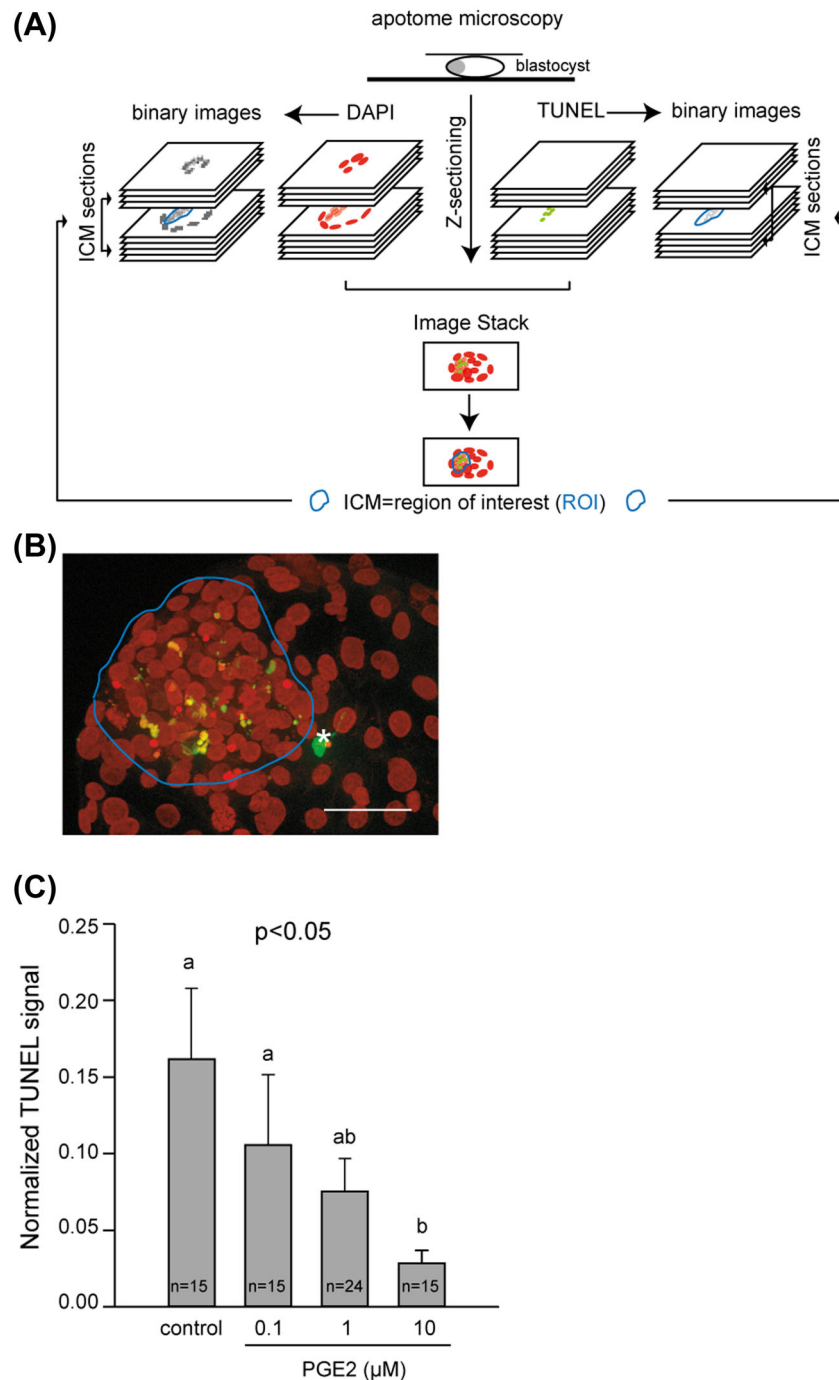 (A)
apotome microscopy
blastocyst
binary images
DAPI
TUNEL
binary images
ICM sections
Z-sectioning
ICM sections
Image Stack
ICM=region of interest (ROI)
(B)
*
(C)
p<0.05
Normalized TUNEL signal
0.25
0.20
0.15
0.10
0.05
0.00
a
a
ab
b
n=15
n=15
n=24
n=15
control
0.1
1
10
PGE2 (µM)